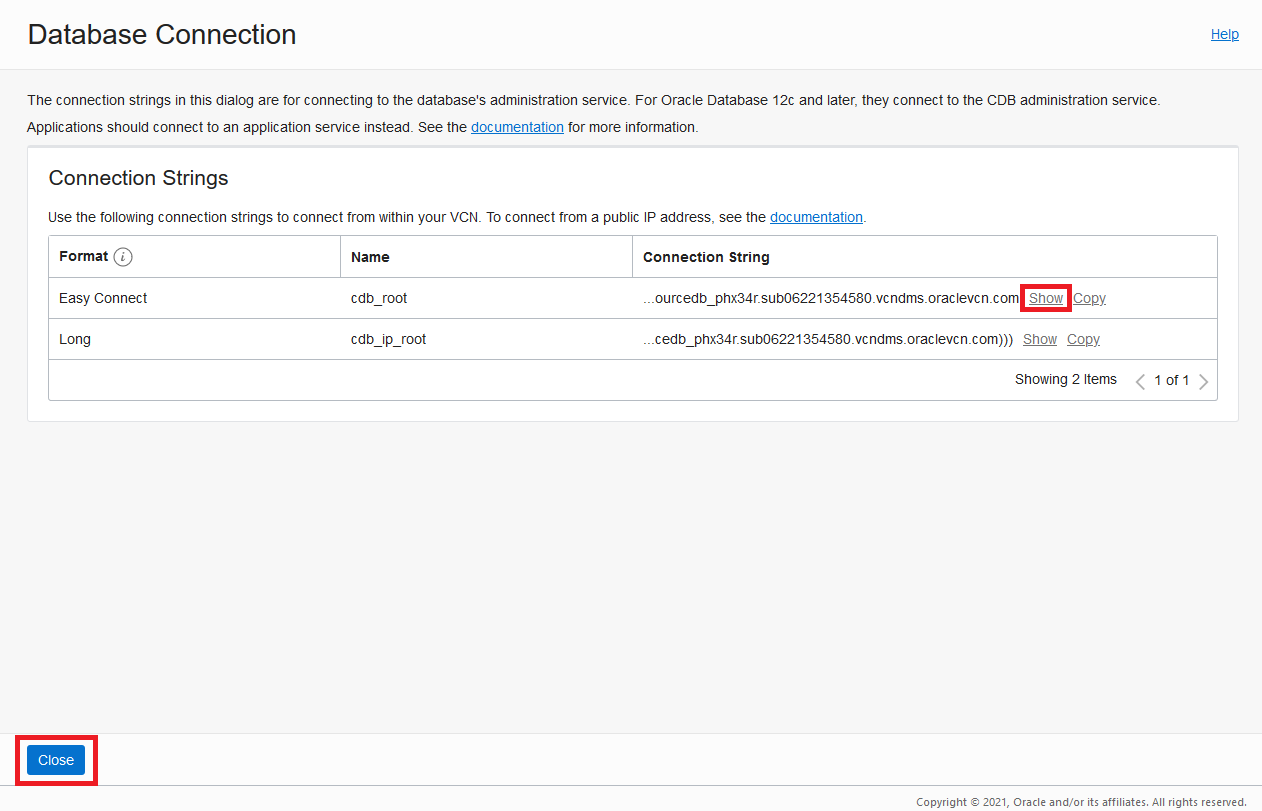 Database Connection
Help
The connection strings in this dialog are for connecting to the database's administration service. For Oracle Database 12c and later, they connect to the CDB administration service.
Applications should connect to an application service instead. See the documentation for more information.
Connection Strings
Use the following connection strings to connect from within your VCN. To connect from a public IP address, see the documentation.
Format i Name Connection String
Easy Connect cdb_root ...ourcedb_phx34r.sub06221354580.vcndms.oraclevcn.com Show Copy
Long cdb_ip_root ...cedb_phx34r.sub06221354580.vcndms.oraclevcn.com))) Show Copy
Showing 2 Items < 1 of 1 >
Close
Copyright © 2021, Oracle and/or its affiliates. All rights reserved.